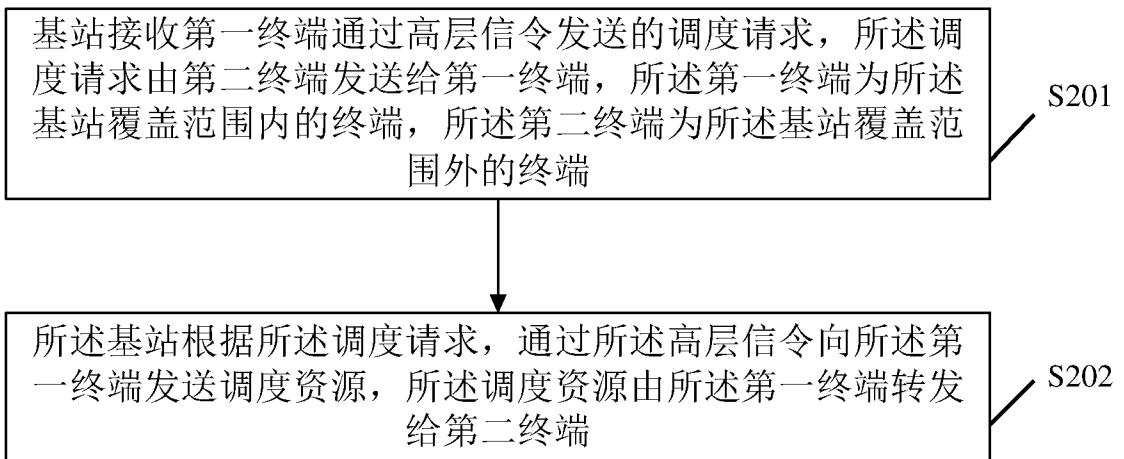 基站接收第一终端通过高层信令发送的调度请求，所述调
度请求由第二终端发送给第一终端，所述第一终端为所述
基站覆盖范围内的终端，所述第二终端为所述基站覆盖范
围外的终端
S201
所述基站根据所述调度请求，通过所述高层信令向所述第
一终端发送调度资源，所述调度资源由所述第一终端转发
给第二终端
S202